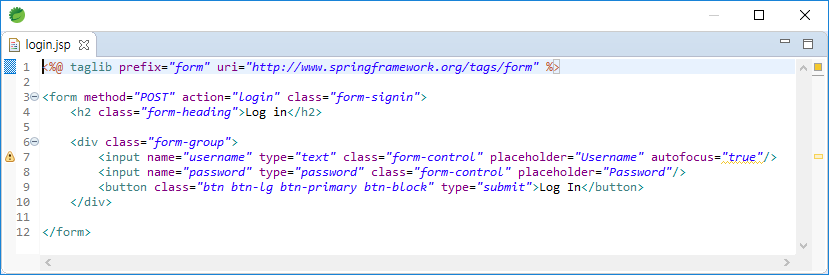 login.jsp
1 <%@ taglib prefix="form" uri="http://www.springframework.org/tags/form" %>
2
3 <form method="POST" action="login" class="form-signin">
4     <h2 class="form-heading">Log in</h2>
5
6     <div class="form-group">
7         <input name="username" type="text" class="form-control" placeholder="Username" autofocus="true"/>
8         <input name="password" type="password" class="form-control" placeholder="Password"/>
9         <button class="btn btn-lg btn-primary btn-block" type="submit">Log In</button>
10     </div>
11
12 </form>